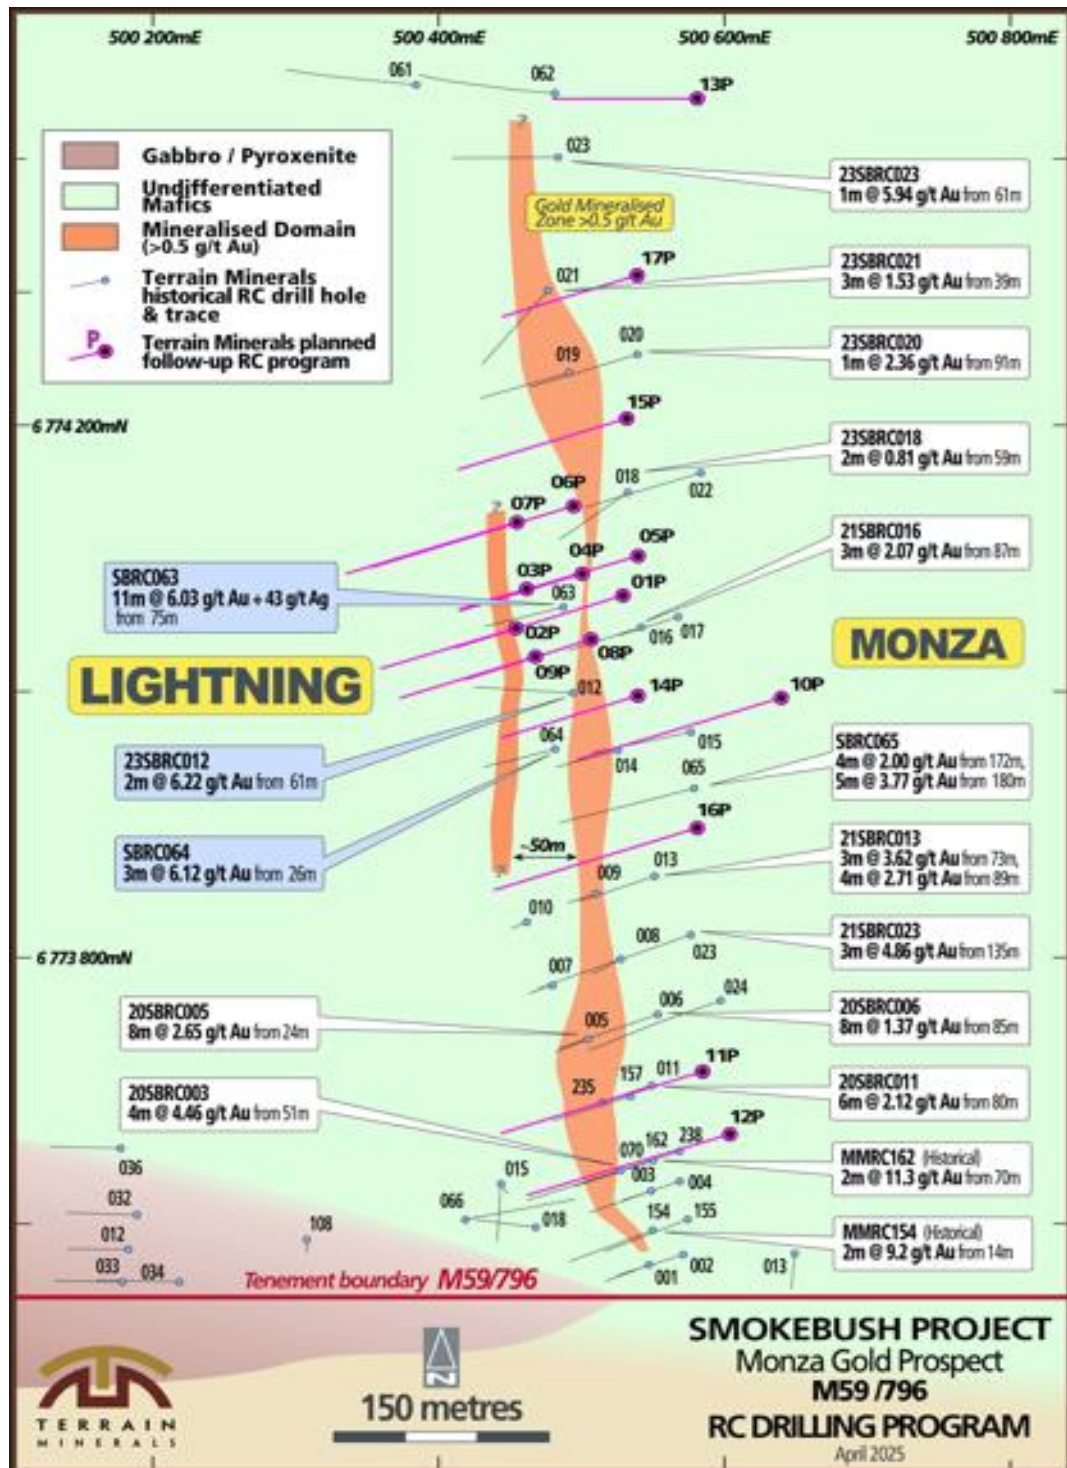 500 200mE
500 400mE
500 600mE
500 800mE
061
062
13P
?
023
Gabbro / Pyroxenite
Undifferentiated
Mafics
Mineralised Domain
(>0.5 g/t Au)
Terrain Minerals
historical RC drill hole
& trace
P
Terrain Minerals planned
follow-up RC program
23SBRC023
1m @ 5.94 g/t Au from 61m
Gold Mineralised
Zone >0.5 g/t Au
17P
021
23SBRC021
3m @ 1.53 g/t Au from 39m
020
019
23SBRC020
1m @ 2.36 g/t Au from 91m
15P
6 774 200mN
23SBRC018
2m @ 0.81 g/t Au from 59m
018
022
06P
07P
?
05P
04P
03P
01P
063
21SBRC016
3m @ 2.07 g/t Au from 87m
SBRC063
11m @ 6.03 g/t Au + 43 g/t Ag
from 75m
016
017
02P
08P
09P
MONZA
LIGHTNING
012
14P
10P
064
015
014
065
23SBRC012
2m @ 6.22 g/t Au from 61m
SBRC065
4m @ 2.00 g/t Au from 172m,
5m @ 3.77 g/t Au from 180m
16P
SBRC064
3m @ 6.12 g/t Au from 26m
~50m
?
013
009
21SBRC013
3m @ 3.62 g/t Au from 73m,
4m @ 2.71 g/t Au from 89m
010
008
023
007
21SBRC023
3m @ 4.86 g/t Au from 135m
6 773 800mN
024
006
005
20SBRC005
8m @ 2.65 g/t Au from 24m
20SBRC006
8m @ 1.37 g/t Au from 85m
11P
157
011
235
20SBRC003
4m @ 4.46 g/t Au from 51m
20SBRC011
6m @ 2.12 g/t Au from 80m
12P
238
162
070
003
004
MMRC162 (Historical)
2m @ 11.3 g/t Au from 70m
036
015
032
066
018
154
155
108
012
MMRC154 (Historical)
2m @ 9.2 g/t Au from 14m
033
034
002
001
013
Tenement boundary M59/796
SMOKEBUSH PROJECT
Monza Gold Prospect
M59 /796
RC DRILLING PROGRAM
April 2025
N
150 metres
TERRAIN
MINERALS